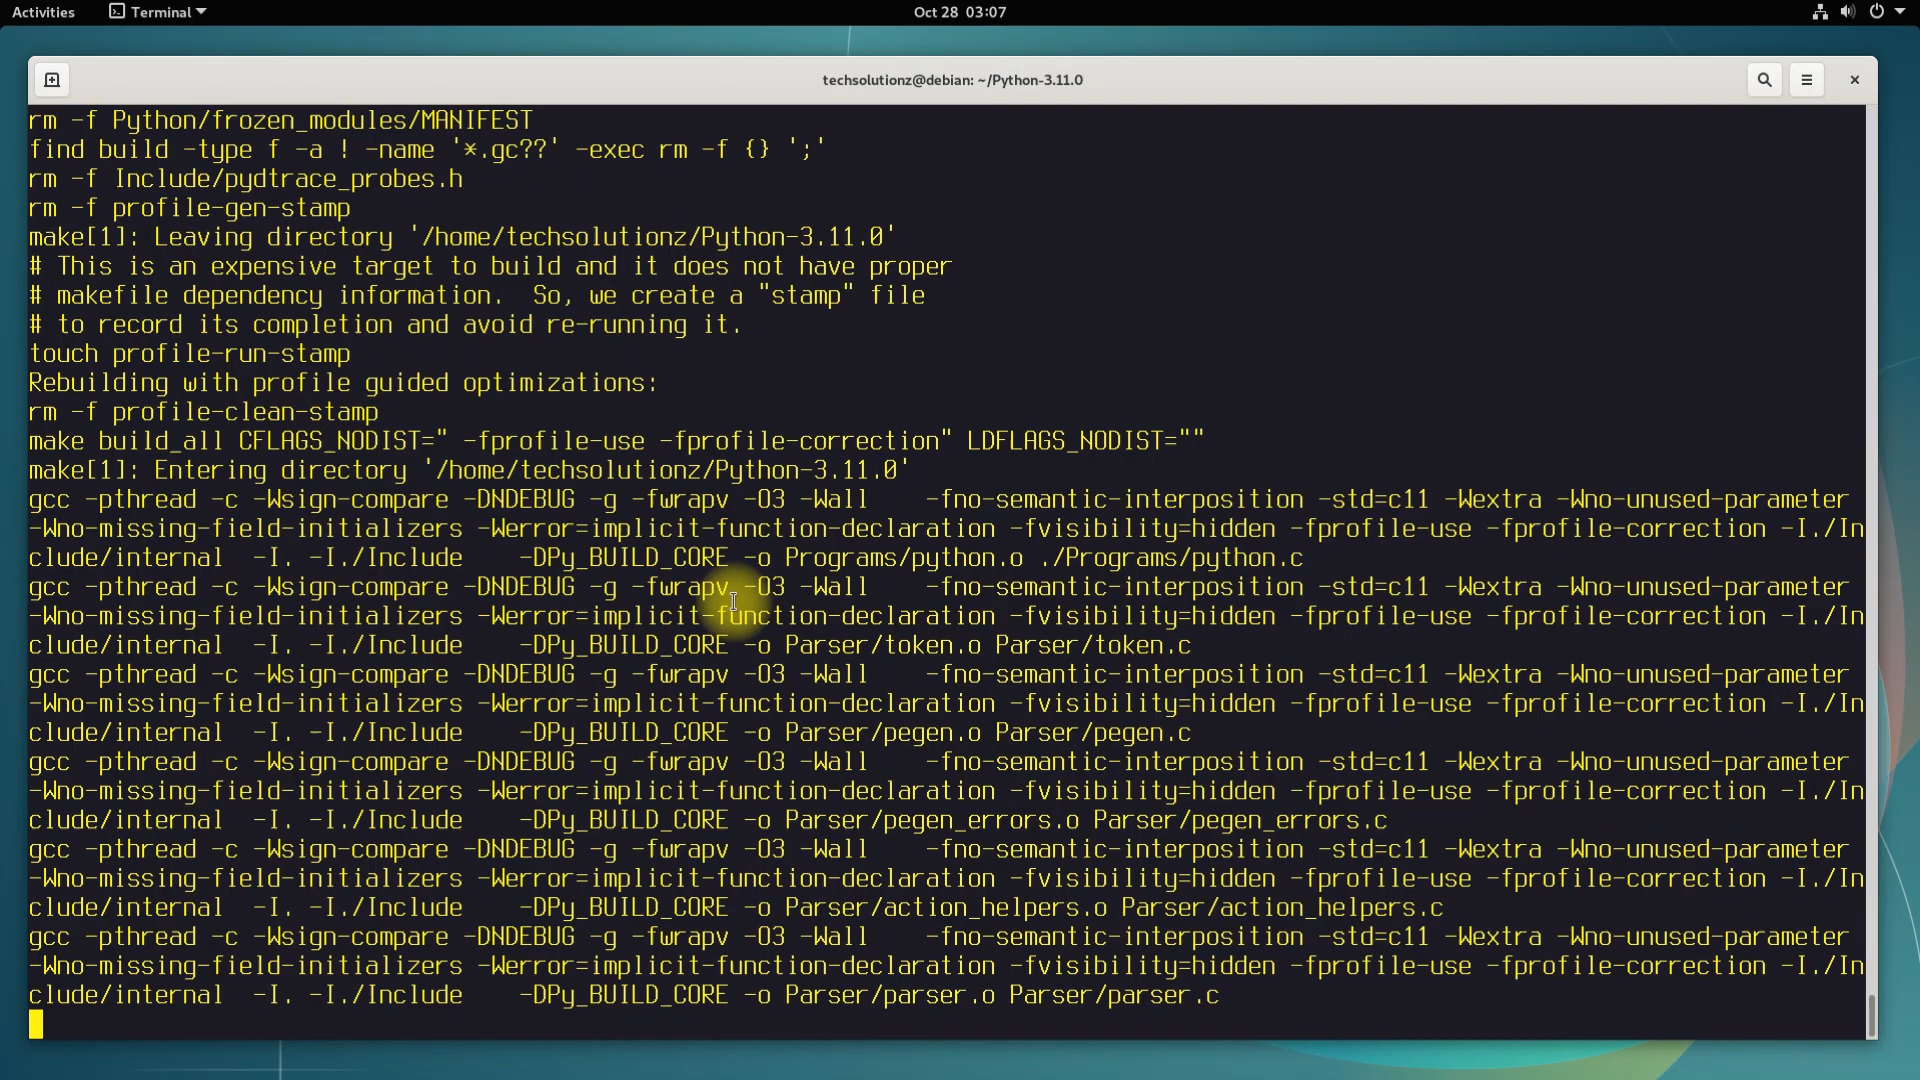 Activities Terminal Oct 28 03:07
techsolutionz@debian: ~/Python-3.11.0
rm -f Python/frozen_modules/MANIFEST
find build -type f -a ! -name '*.gc??' -exec rm -f {} ';'
rm -f Include/pydtrace_probes.h
rm -f profile-gen-stamp
make[1]: Leaving directory '/home/techsolutionz/Python-3.11.0'
# This is an expensive target to build and it does not have proper
# makefile dependency information.  So, we create a "stamp" file
# to record its completion and avoid re-running it.
touch profile-run-stamp
Rebuilding with profile guided optimizations:
rm -f profile-clean-stamp
make build_all CFLAGS_NODIST=" -fprofile-use -fprofile-correction" LDFLAGS_NODIST=""
make[1]: Entering directory '/home/techsolutionz/Python-3.11.0'
gcc -pthread -c -Wsign-compare -DNDEBUG -g -fwrapv -O3 -Wall    -fno-semantic-interposition -std=c11 -Wextra -Wno-unused-parameter
-Wno-missing-field-initializers -Werror=implicit-function-declaration -fvisibility=hidden -fprofile-use -fprofile-correction -I./In
clude/internal  -I. -I./Include    -DPy_BUILD_CORE -o Programs/python.o ./Programs/python.c
gcc -pthread -c -Wsign-compare -DNDEBUG -g -fwrapv -O3 -Wall    -fno-semantic-interposition -std=c11 -Wextra -Wno-unused-parameter
-Wno-missing-field-initializers -Werror=implicit-function-declaration -fvisibility=hidden -fprofile-use -fprofile-correction -I./In
clude/internal  -I. -I./Include    -DPy_BUILD_CORE -o Parser/token.o Parser/token.c
gcc -pthread -c -Wsign-compare -DNDEBUG -g -fwrapv -O3 -Wall    -fno-semantic-interposition -std=c11 -Wextra -Wno-unused-parameter
-Wno-missing-field-initializers -Werror=implicit-function-declaration -fvisibility=hidden -fprofile-use -fprofile-correction -I./In
clude/internal  -I. -I./Include    -DPy_BUILD_CORE -o Parser/pegen.o Parser/pegen.c
gcc -pthread -c -Wsign-compare -DNDEBUG -g -fwrapv -O3 -Wall    -fno-semantic-interposition -std=c11 -Wextra -Wno-unused-parameter
-Wno-missing-field-initializers -Werror=implicit-function-declaration -fvisibility=hidden -fprofile-use -fprofile-correction -I./In
clude/internal  -I. -I./Include    -DPy_BUILD_CORE -o Parser/pegen_errors.o Parser/pegen_errors.c
gcc -pthread -c -Wsign-compare -DNDEBUG -g -fwrapv -O3 -Wall    -fno-semantic-interposition -std=c11 -Wextra -Wno-unused-parameter
-Wno-missing-field-initializers -Werror=implicit-function-declaration -fvisibility=hidden -fprofile-use -fprofile-correction -I./In
clude/internal  -I. -I./Include    -DPy_BUILD_CORE -o Parser/action_helpers.o Parser/action_helpers.c
gcc -pthread -c -Wsign-compare -DNDEBUG -g -fwrapv -O3 -Wall    -fno-semantic-interposition -std=c11 -Wextra -Wno-unused-parameter
-Wno-missing-field-initializers -Werror=implicit-function-declaration -fvisibility=hidden -fprofile-use -fprofile-correction -I./In
clude/internal  -I. -I./Include    -DPy_BUILD_CORE -o Parser/parser.o Parser/parser.c